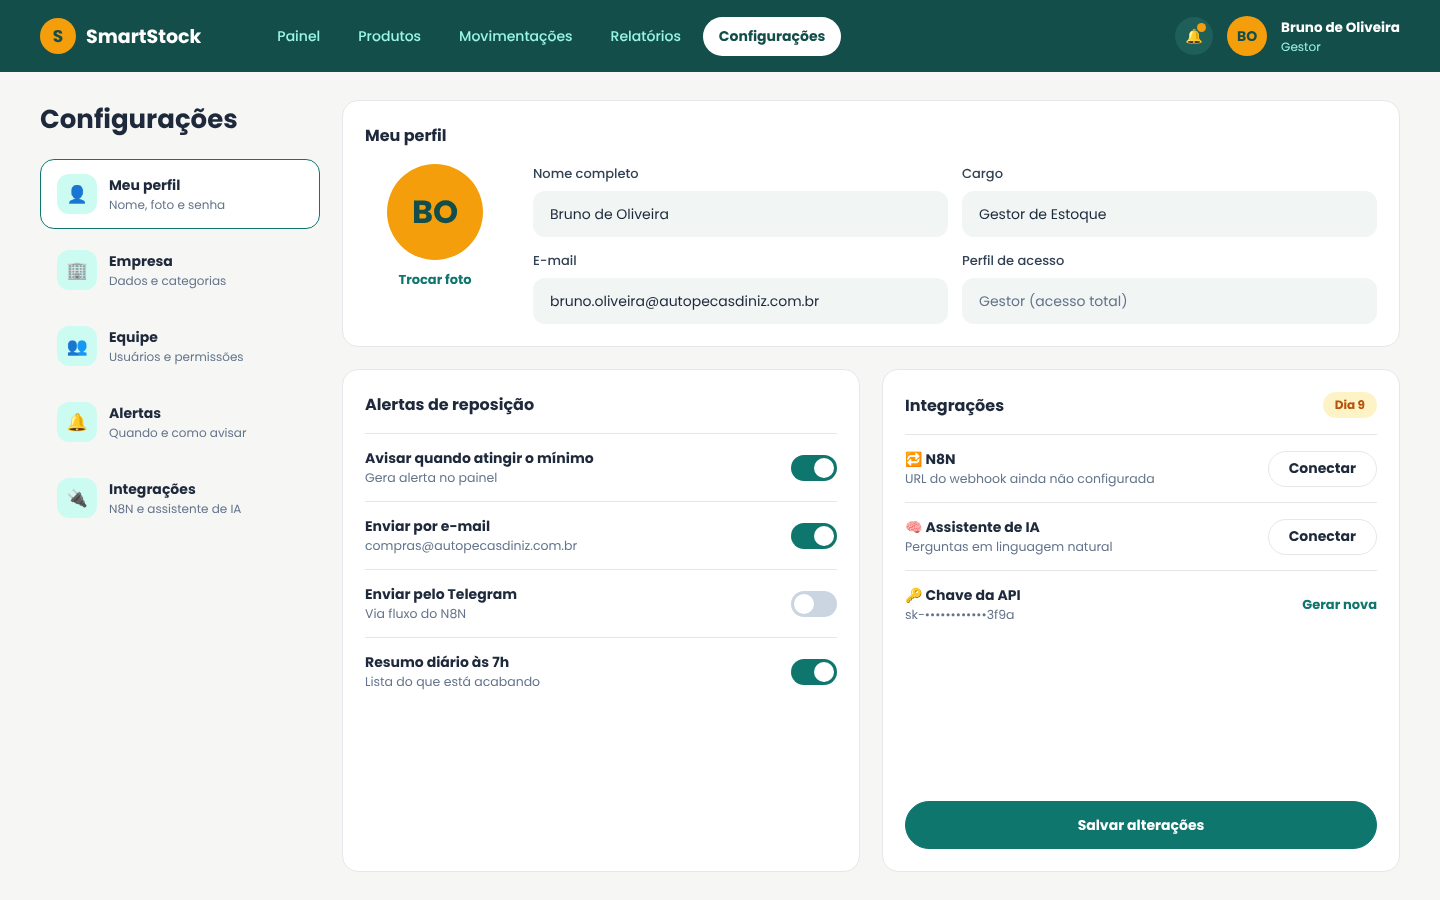 S
SmartStock
Painel
Produtos
Movimentações
Relatórios
Configurações
BO
Bruno de Oliveira
Gestor
Configurações
Meu perfil
Nome, foto e senha
Empresa
Dados e categorias
Equipe
Usuários e permissões
Alertas
Quando e como avisar
Integrações
N8N e assistente de IA
Meu perfil
BO
Trocar foto
Nome completo
Bruno de Oliveira
Cargo
Gestor de Estoque
E-mail
bruno.oliveira@autopecasdiniz.com.br
Perfil de acesso
Gestor (acesso total)
Alertas de reposição
Avisar quando atingir o mínimo
Gera alerta no painel
Enviar por e-mail
compras@autopecasdiniz.com.br
Enviar pelo Telegram
Via fluxo do N8N
Resumo diário às 7h
Lista do que está acabando
Integrações
Dia 9
N8N
URL do webhook ainda não configurada
Conectar
Assistente de IA
Perguntas em linguagem natural
Conectar
Chave da API
sk-••••••••••••3f9a
Gerar nova
Salvar alterações